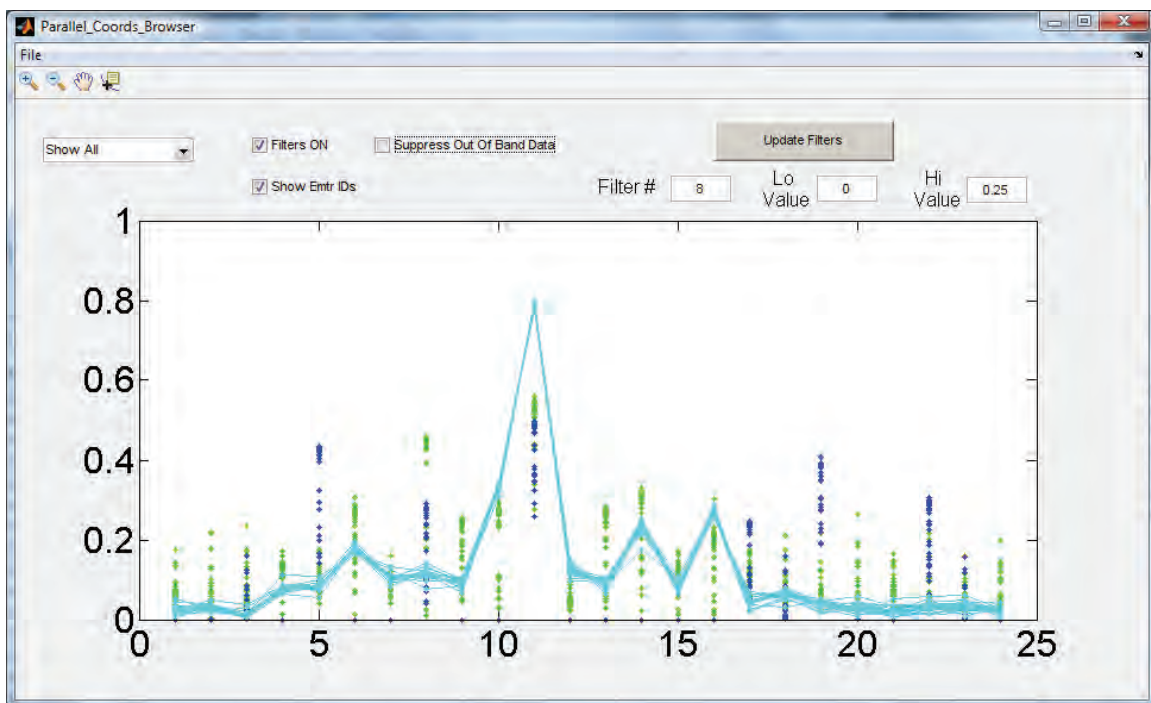 Parallel_Coords_Browser
File
Show All
Filters ON
Suppress Out Of Band Data
Update Filters
Show Emtr IDs
Filter # 8
Lo Value 0
Hi Value 0.25
1
0.8
0.6
0.4
0.2
0
0 5 10 15 20 25